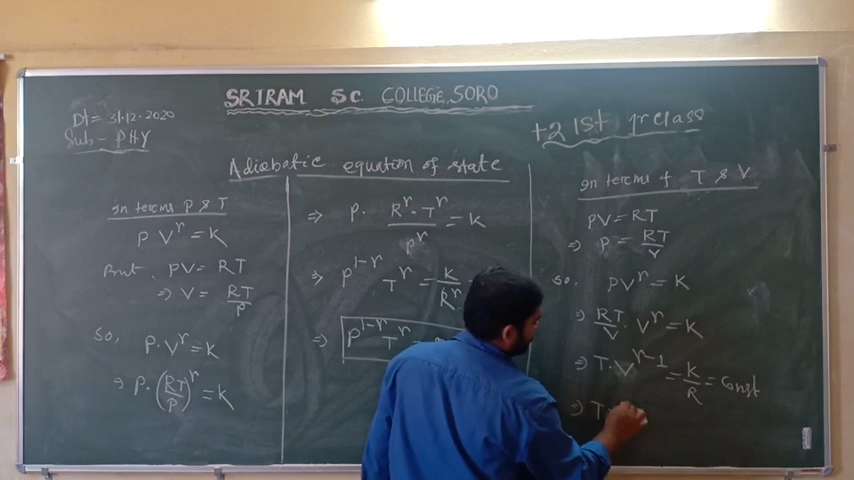 SRIRAM SC. COLLEGE, SORO
Dt= 31.12.2020
Sub:- PHY
+2 1st yr class
Adiabatic equation of state
In terms P & T
P V^r = K
But, PV = RT
⇒ V = RT/P
So, P.V^r = K
⇒ P.(RT/P)^r = K
⇒ P. R^r - T^r/P^r = K
⇒ P^1-r T^r = K/R^r
⇒ P^1-r T^r =
In terms of T & V
PV = RT
⇒ P = RT/V
So. PV^r = K
⇒ RT/V . V^r = K
⇒ T. V^r-1 = K/R = Const
⇒ T.